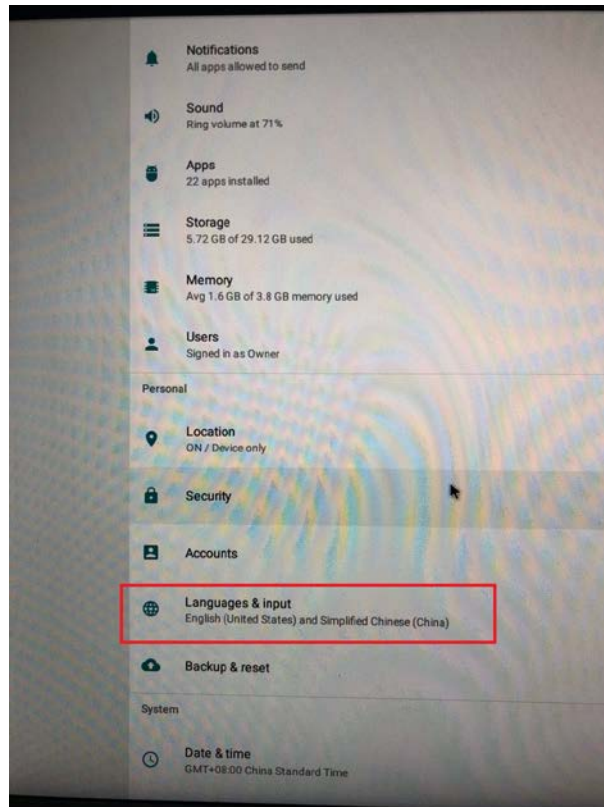 Notifications
All apps allowed to send
Sound
Ring volume at 71%
Apps
22 apps installed
Storage
5.72 GB of 29.12 GB used
Memory
Avg 1.6 GB of 3.8 GB memory used
Users
Signed in as Owner
Personal
Location
ON / Device only
Security
Accounts
Languages & input
English (United States) and Simplified Chinese (China)
Backup & reset
System
Date & time
GMT+08:00 China Standard Time